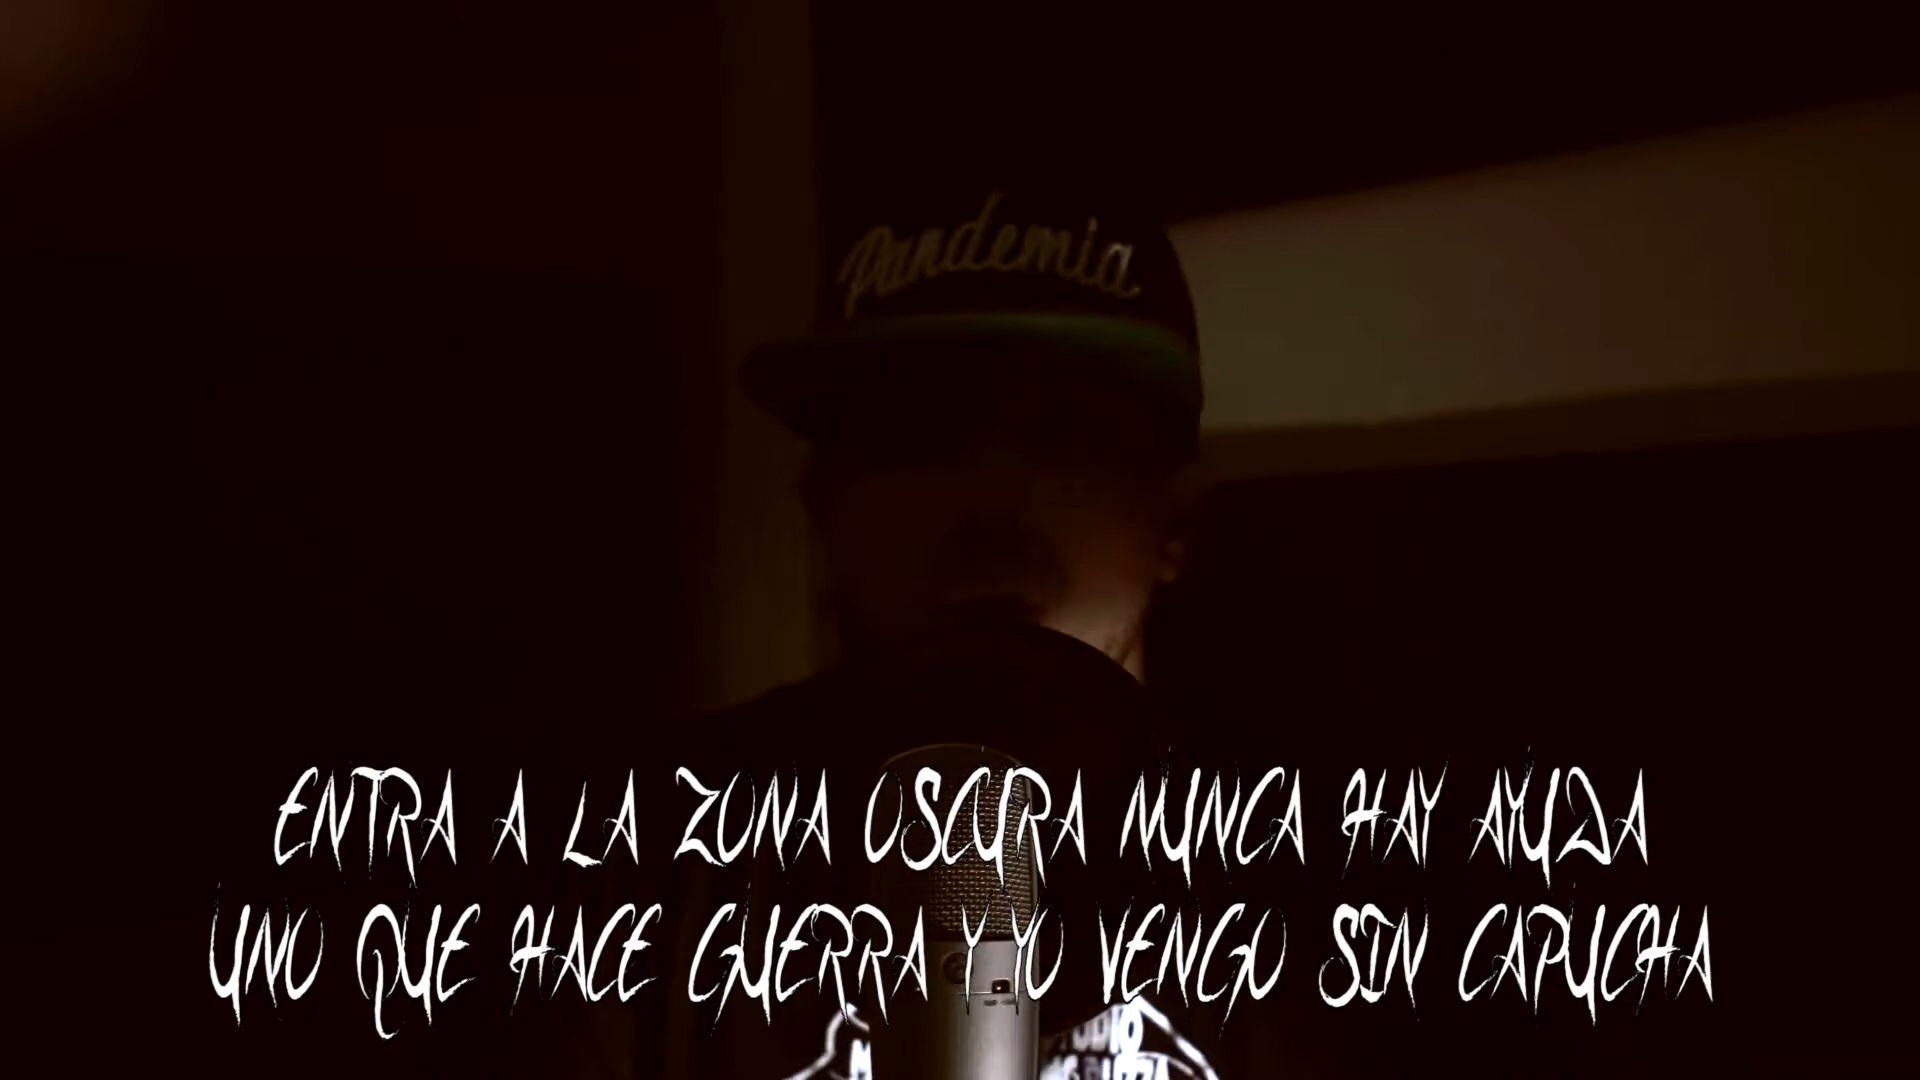 Pandemia
ENTRA A LA ZONA OSCURA NUNCA HAY AYUDA
UNO QUE HACE GUERRA Y YO VENGO SIN CAPUCHA